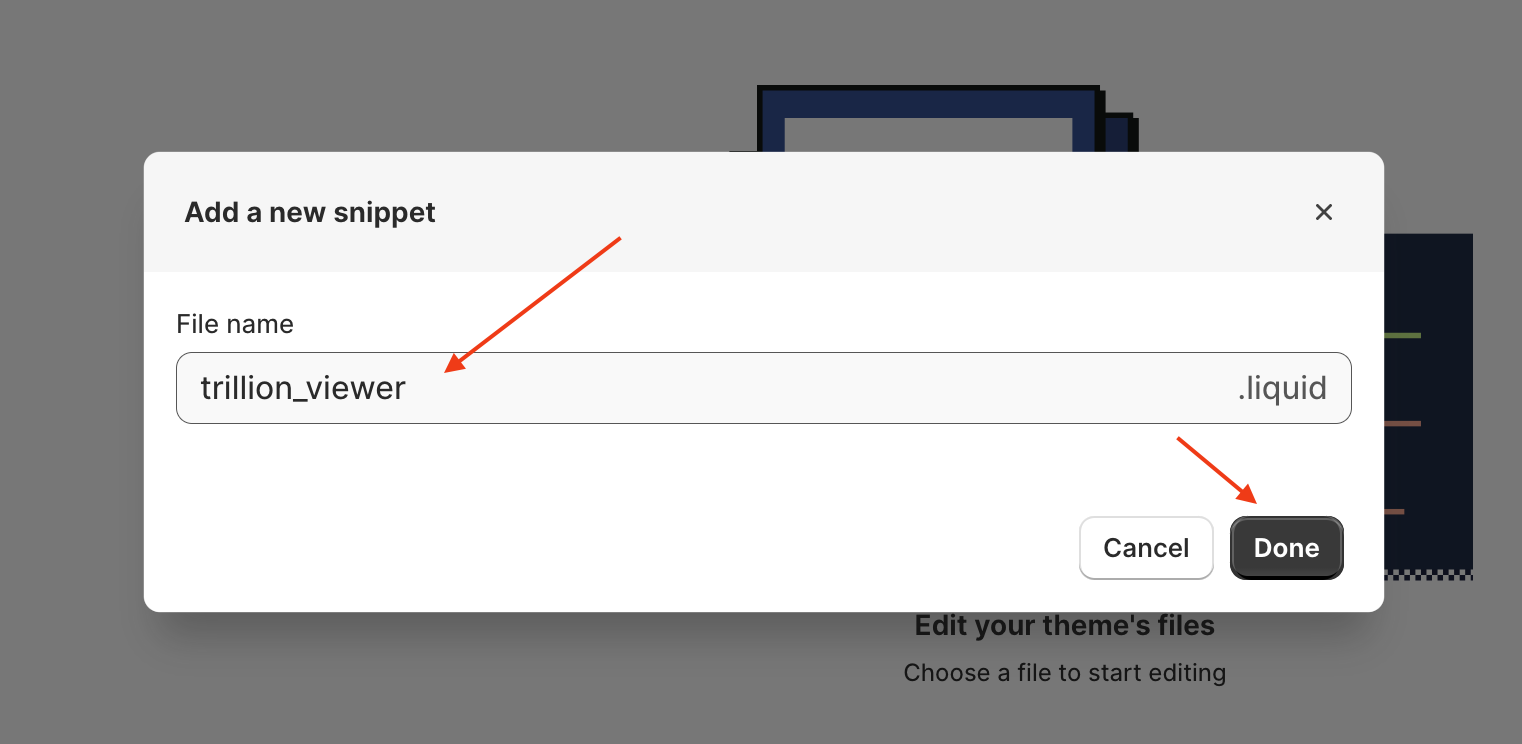 Add a new snippet
File name
trillion_viewer
.liquid
Cancel
Done
Edit your theme's files
Choose a file to start editing